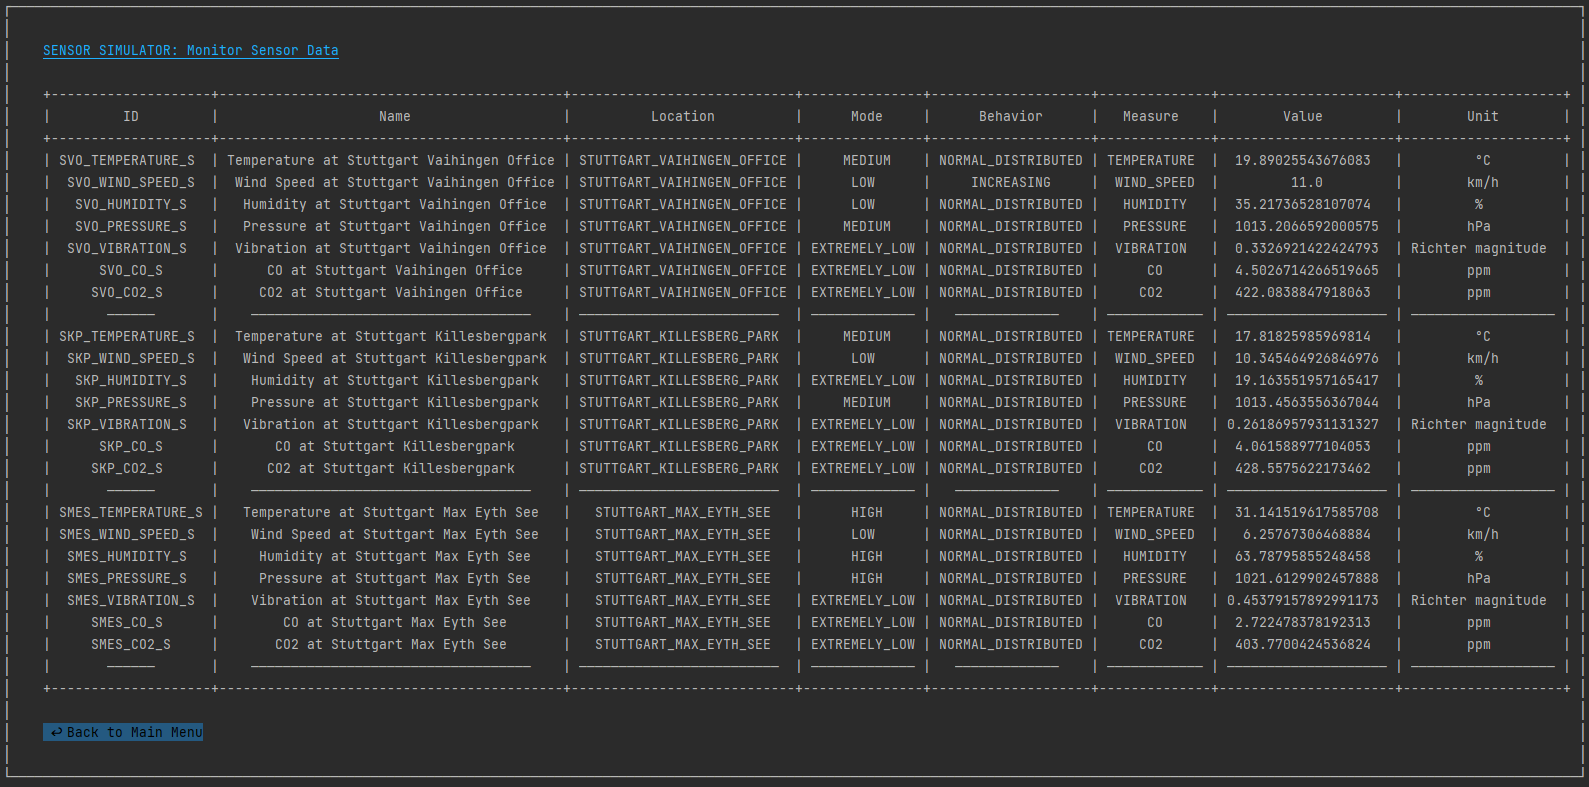 SENSOR SIMULATOR: Monitor Sensor Data
+--------------------+-------------------------------------------+----------------------------+---------------+--------------------+--------------+----------------------+--------------------+
| ID | Name | Location | Mode | Behavior | Measure | Value | Unit |
+--------------------+-------------------------------------------+----------------------------+---------------+--------------------+--------------+----------------------+--------------------+
| SVO_TEMPERATURE_S | Temperature at Stuttgart Vaihingen Office | STUTTGART_VAIHINGEN_OFFICE | MEDIUM | NORMAL_DISTRIBUTED | TEMPERATURE | 19.89025543676083 | °C |
| SVO_WIND_SPEED_S | Wind Speed at Stuttgart Vaihingen Office | STUTTGART_VAIHINGEN_OFFICE | LOW | INCREASING | WIND_SPEED | 11.0 | km/h |
| SVO_HUMIDITY_S | Humidity at Stuttgart Vaihingen Office | STUTTGART_VAIHINGEN_OFFICE | LOW | NORMAL_DISTRIBUTED | HUMIDITY | 35.21736528107074 | % |
| SVO_PRESSURE_S | Pressure at Stuttgart Vaihingen Office | STUTTGART_VAIHINGEN_OFFICE | MEDIUM | NORMAL_DISTRIBUTED | PRESSURE | 1013.2066592000575 | hPa |
| SVO_VIBRATION_S | Vibration at Stuttgart Vaihingen Office | STUTTGART_VAIHINGEN_OFFICE | EXTREMELY_LOW | NORMAL_DISTRIBUTED | VIBRATION | 0.3326921422424793 | Richter magnitude |
| SVO_CO_S | CO at Stuttgart Vaihingen Office | STUTTGART_VAIHINGEN_OFFICE | EXTREMELY_LOW | NORMAL_DISTRIBUTED | CO | 4.5026714266519665 | ppm |
| SVO_CO2_S | CO2 at Stuttgart Vaihingen Office | STUTTGART_VAIHINGEN_OFFICE | EXTREMELY_LOW | NORMAL_DISTRIBUTED | CO2 | 422.0838847918063 | ppm |
| SKP_TEMPERATURE_S | Temperature at Stuttgart Killesbergpark | STUTTGART_KILLESBERG_PARK | MEDIUM | NORMAL_DISTRIBUTED | TEMPERATURE | 17.81825985969814 | °C |
| SKP_WIND_SPEED_S | Wind Speed at Stuttgart Killesbergpark | STUTTGART_KILLESBERG_PARK | LOW | NORMAL_DISTRIBUTED | WIND_SPEED | 10.345464926846976 | km/h |
| SKP_HUMIDITY_S | Humidity at Stuttgart Killesbergpark | STUTTGART_KILLESBERG_PARK | EXTREMELY_LOW | NORMAL_DISTRIBUTED | HUMIDITY | 19.163551957165417 | % |
| SKP_PRESSURE_S | Pressure at Stuttgart Killesbergpark | STUTTGART_KILLESBERG_PARK | MEDIUM | NORMAL_DISTRIBUTED | PRESSURE | 1013.4563556367044 | hPa |
| SKP_VIBRATION_S | Vibration at Stuttgart Killesbergpark | STUTTGART_KILLESBERG_PARK | EXTREMELY_LOW | NORMAL_DISTRIBUTED | VIBRATION | 0.26186957931131327 | Richter magnitude |
| SKP_CO_S | CO at Stuttgart Killesbergpark | STUTTGART_KILLESBERG_PARK | EXTREMELY_LOW | NORMAL_DISTRIBUTED | CO | 4.061588977104053 | ppm |
| SKP_CO2_S | CO2 at Stuttgart Killesbergpark | STUTTGART_KILLESBERG_PARK | EXTREMELY_LOW | NORMAL_DISTRIBUTED | CO2 | 428.5575622173462 | ppm |
| SMES_TEMPERATURE_S | Temperature at Stuttgart Max Eyth See | STUTTGART_MAX_EYTH_SEE | HIGH | NORMAL_DISTRIBUTED | TEMPERATURE | 31.141519617585708 | °C |
| SMES_WIND_SPEED_S | Wind Speed at Stuttgart Max Eyth See | STUTTGART_MAX_EYTH_SEE | LOW | NORMAL_DISTRIBUTED | WIND_SPEED | 6.25767306468884 | km/h |
| SMES_HUMIDITY_S | Humidity at Stuttgart Max Eyth See | STUTTGART_MAX_EYTH_SEE | HIGH | NORMAL_DISTRIBUTED | HUMIDITY | 63.78795855248458 | % |
| SMES_PRESSURE_S | Pressure at Stuttgart Max Eyth See | STUTTGART_MAX_EYTH_SEE | HIGH | NORMAL_DISTRIBUTED | PRESSURE | 1021.6129902457888 | hPa |
| SMES_VIBRATION_S | Vibration at Stuttgart Max Eyth See | STUTTGART_MAX_EYTH_SEE | EXTREMELY_LOW | NORMAL_DISTRIBUTED | VIBRATION | 0.45379157892991173 | Richter magnitude |
| SMES_CO_S | CO at Stuttgart Max Eyth See | STUTTGART_MAX_EYTH_SEE | EXTREMELY_LOW | NORMAL_DISTRIBUTED | CO | 2.722478378192313 | ppm |
| SMES_CO2_S | CO2 at Stuttgart Max Eyth See | STUTTGART_MAX_EYTH_SEE | EXTREMELY_LOW | NORMAL_DISTRIBUTED | CO2 | 403.7700424536824 | ppm |
+--------------------+-------------------------------------------+----------------------------+---------------+--------------------+--------------+----------------------+--------------------+
↩ Back to Main Menu